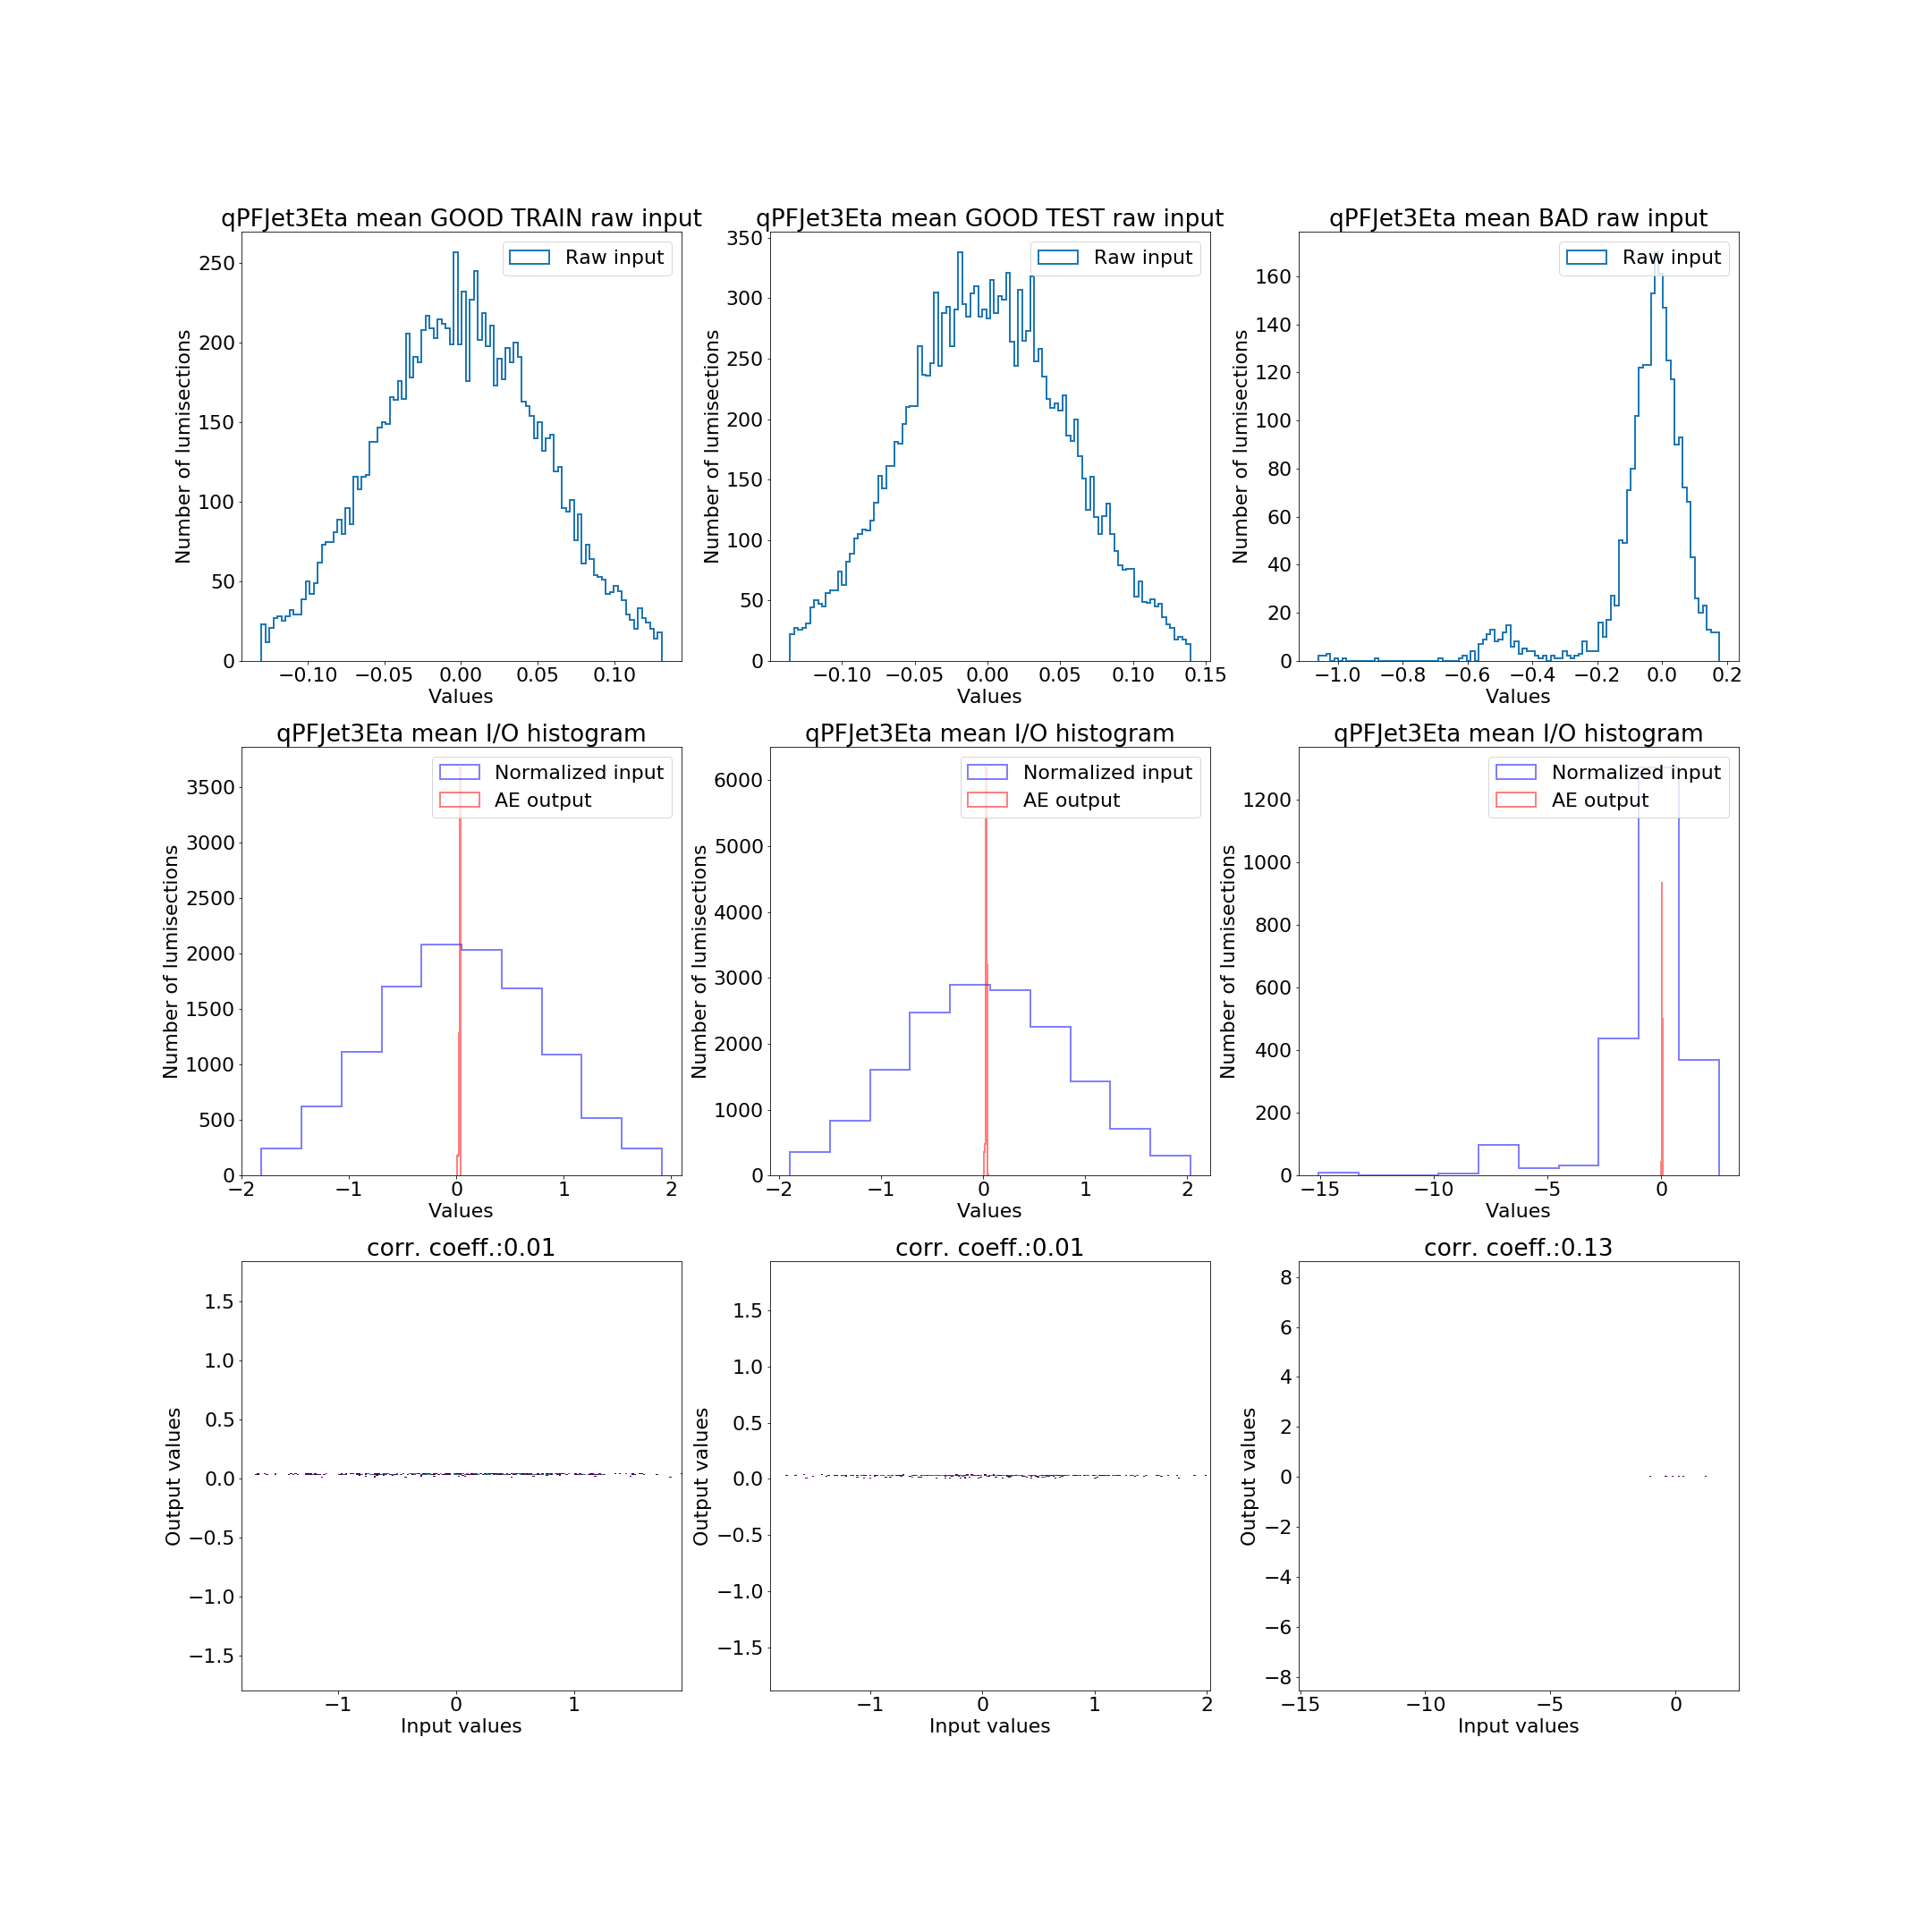 qPFJet3Eta mean GOOD TRAIN raw input
qPFJet3Eta mean GOOD TEST raw input
qPFJet3Eta mean BAD raw input
Raw input
Raw input
Raw input
Number of lumisections
250
200
150
100
50
0
−0.10 −0.05 0.00 0.05 0.10
Values
Number of lumisections
350
300
250
200
150
100
50
0
−0.10 −0.05 0.00 0.05 0.10 0.15
Values
Number of lumisections
160
140
120
100
80
60
40
20
0
−1.0 −0.8 −0.6 −0.4 −0.2 0.0 0.2
Values
qPFJet3Eta mean I/O histogram
qPFJet3Eta mean I/O histogram
qPFJet3Eta mean I/O histogram
Normalized input
AE output
Normalized input
AE output
Normalized input
AE output
Number of lumisections
3500
3000
2500
2000
1500
1000
500
0
−2 −1 0 1 2
Values
Number of lumisections
6000
5000
4000
3000
2000
1000
0
−2 −1 0 1 2
Values
Number of lumisections
1200
1000
800
600
400
200
0
−15 −10 −5 0
Values
corr. coeff.:0.01
corr. coeff.:0.01
corr. coeff.:0.13
Output values
1.5
1.0
0.5
0.0
−0.5
−1.0
−1.5
−1 0 1
Input values
Output values
1.5
1.0
0.5
0.0
−0.5
−1.0
−1.5
−1 0 1 2
Input values
Output values
8
6
4
2
0
−2
−4
−6
−8
−15 −10 −5 0
Input values